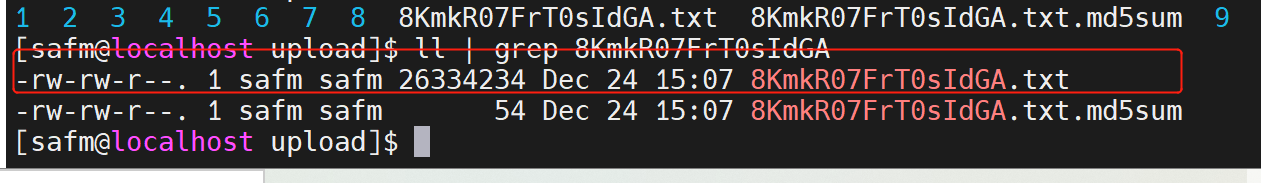 1 2 3 4 5 6 7 8 8KmkR07FrT0sIdGA.txt 8KmkR07FrT0sIdGA.txt.md5sum 9
[safm@localhost upload]$ ll | grep 8KmkR07FrT0sIdGA
-rw-rw-r--. 1 safm safm 26334234 Dec 24 15:07 8KmkR07FrT0sIdGA.txt
-rw-rw-r--. 1 safm safm       54 Dec 24 15:07 8KmkR07FrT0sIdGA.txt.md5sum
[safm@localhost upload]$